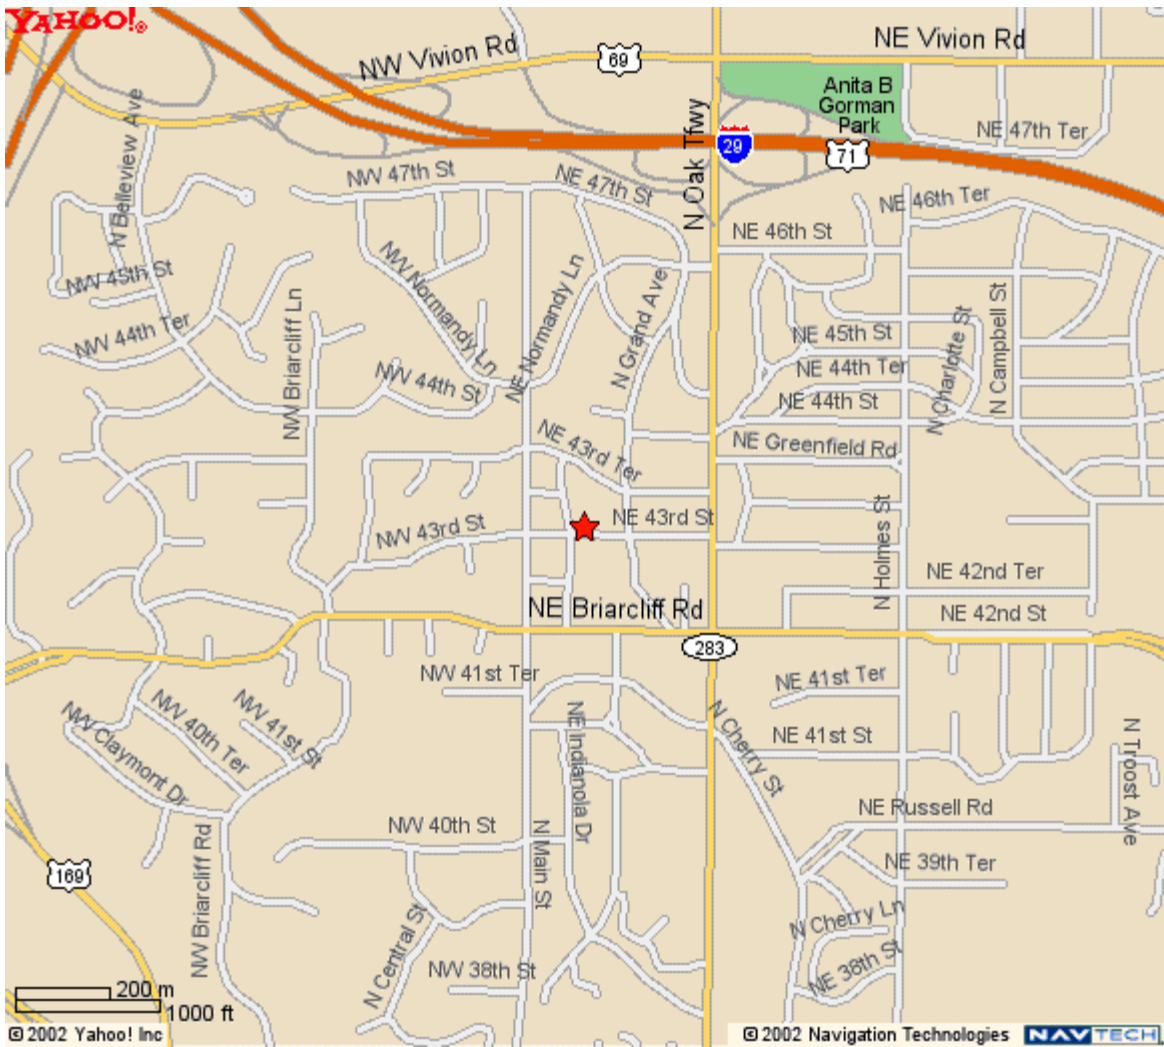 YAHOO!®
NW Vivion Rd
69
NE Vivion Rd
Anita B
Gorman
Park
NE 47th Ter
29
71
N Oak Tfwy
N Belleview Ave
NW 47th St
NE 47th St
NE 46th Ter
NE 46th St
NW 45th St
NW Normandy Ln
NE Normandy Ln
N Grand Ave
NW 44th Ter
NW Briarcliff Ln
NW 44th St
NE 45th St
NE 44th Ter
NE 44th St
N Charlotte St
N Campbell St
NE 43rd Ter
NE Greenfield Rd
NW 43rd St
NE 43rd St
N Holmes St
NE 42nd Ter
NE Briarcliff Rd
NE 42nd St
283
NW 41st Ter
NE 41st Ter
NW Claymont Dr
NW 40th Ter
NW 41st St
NE Indianola Dr
N Cherry St
NE 41st St
N Troost Ave
NE Russell Rd
NW 40th St
N Main St
169
NW Briarcliff Rd
NE 39th Ter
N Central St
N Cherry Ln
NW 38th St
NE 38th St
200 m
1000 ft
© 2002 Yahoo! Inc
© 2002 Navigation Technologies
NAVTECH